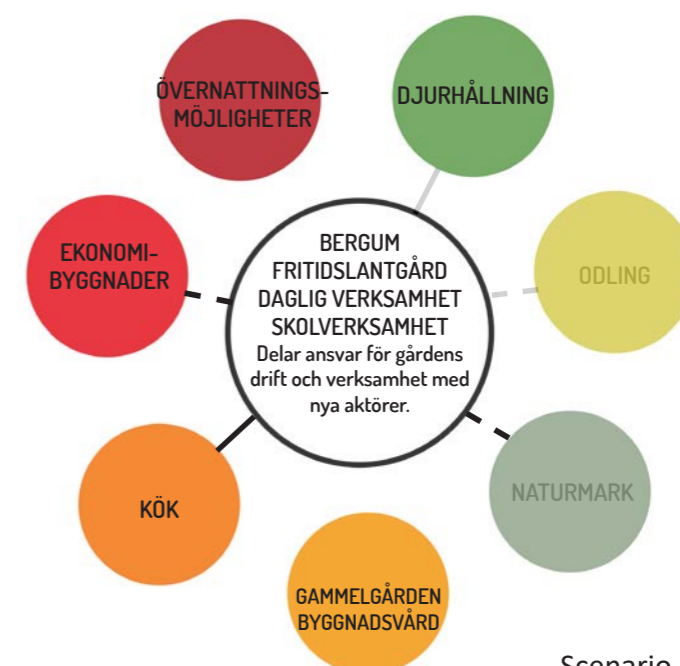 ÖVERNATTNINGS-
MÖJLIGHETER
DJURHÅLLNING
EKONOMI-
BYGGNADER
BERGUM
FRITIDSLANTGÅRD
DAGLIG VERKSAMHET
SKOLVERKSAMHET
Delar ansvar för gårdens
drift och verksamhet med
nya aktörer.
ODLING
KÖK
NATURMARK
GAMMELGÅRDEN
BYGGNADSVÅRD
Scenario